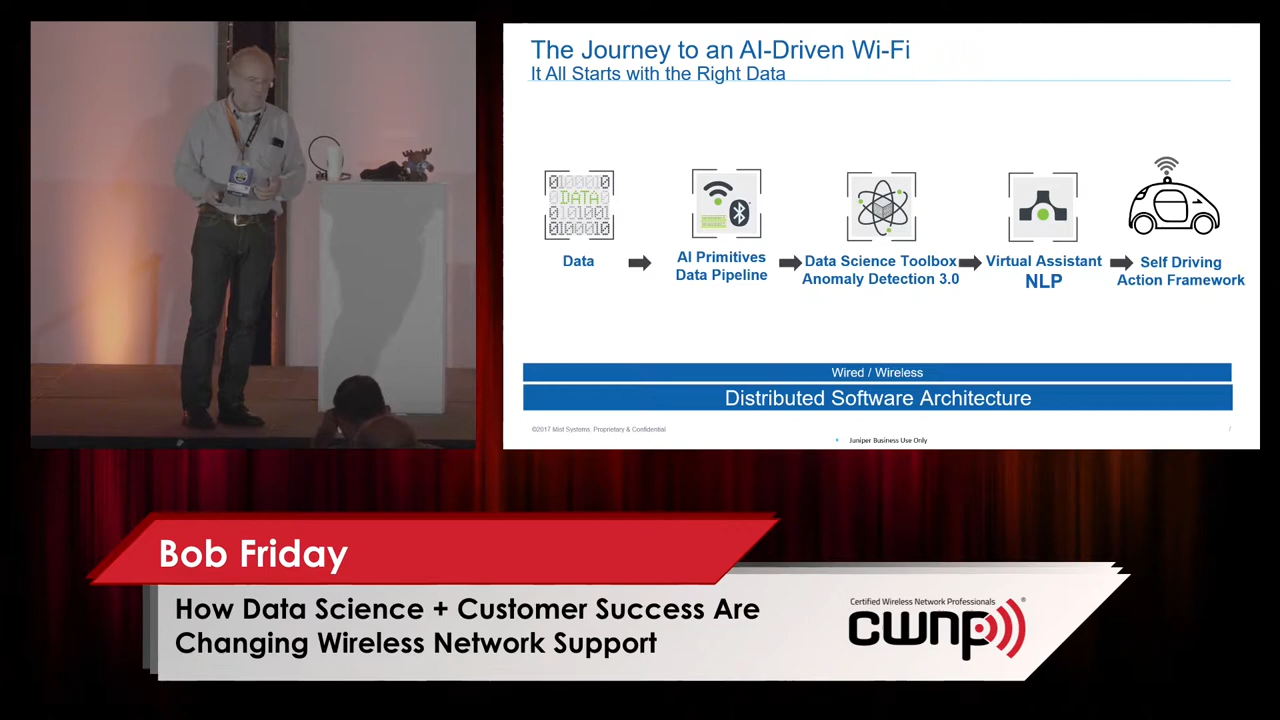 The Journey to an AI-Driven Wi-Fi
It All Starts with the Right Data
0100010
DATA
010100010
Data
AI Primitives
Data Pipeline
Data Science Toolbox
Anomaly Detection 3.0
Virtual Assistant
NLP
Self Driving
Action Framework
Wired / Wireless
Distributed Software Architecture
©2017 Mist Systems. Proprietary & Confidential
Juniper Business Use Only
Bob Friday
How Data Science + Customer Success Are
Changing Wireless Network Support
Certified Wireless Network Professionals
cwnp®